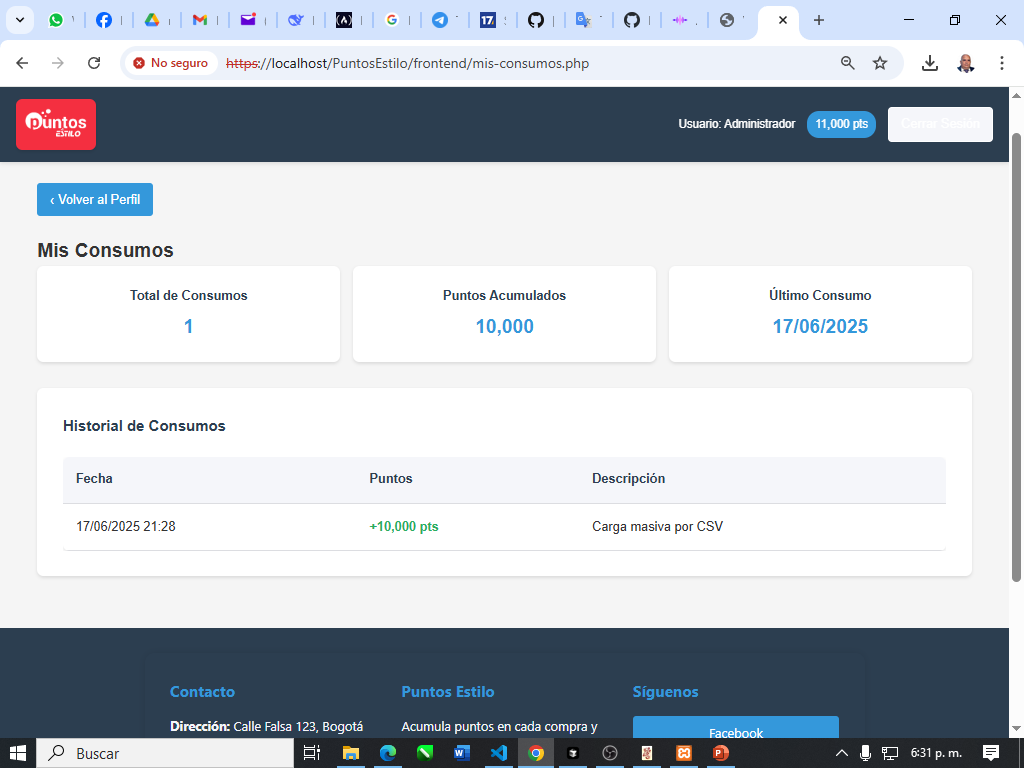 No seguro
https://localhost/PuntosEstilo/frontend/mis-consumos.php
Puntos
ESTILO
Usuario: Administrador
11,000 pts
Cerrar Sesión
‹ Volver al Perfil
Mis Consumos
Total de Consumos
1
Puntos Acumulados
10,000
Último Consumo
17/06/2025
Historial de Consumos
Fecha Puntos Descripción
17/06/2025 21:28 +10,000 pts Carga masiva por CSV
Contacto
Dirección: Calle Falsa 123, Bogotá
Puntos Estilo
Acumula puntos en cada compra y
Síguenos
Facebook
Buscar
6:31 p. m.